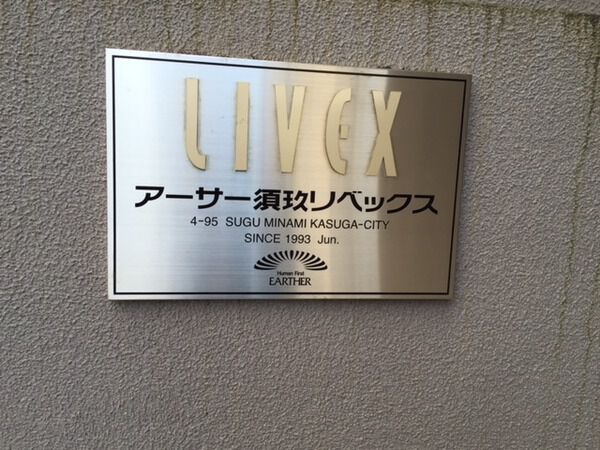 LIVEX
アーサー須玖リベックス
4-95 SUGU MINAMI KASUGA-CITY
SINCE 1993 Jun.
Human First
EARTHER